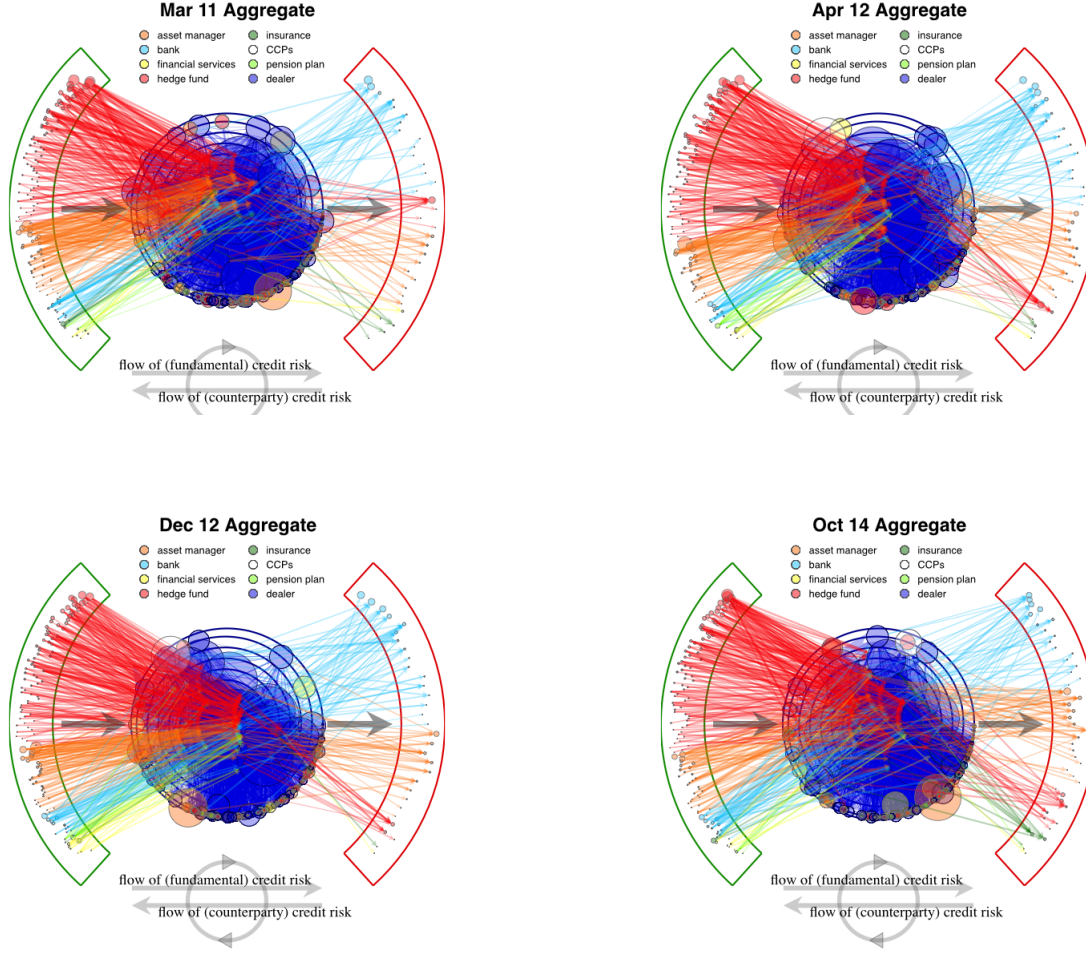 Mar 11 Aggregate
asset manager insurance
bank CCPs
financial services pension plan
hedge fund dealer
flow of (fundamental) credit risk
flow of (counterparty) credit risk
Apr 12 Aggregate
asset manager insurance
bank CCPs
financial services pension plan
hedge fund dealer
flow of (fundamental) credit risk
flow of (counterparty) credit risk
Dec 12 Aggregate
asset manager insurance
bank CCPs
financial services pension plan
hedge fund dealer
flow of (fundamental) credit risk
flow of (counterparty) credit risk
Oct 14 Aggregate
asset manager insurance
bank CCPs
financial services pension plan
hedge fund dealer
flow of (fundamental) credit risk
flow of (counterparty) credit risk